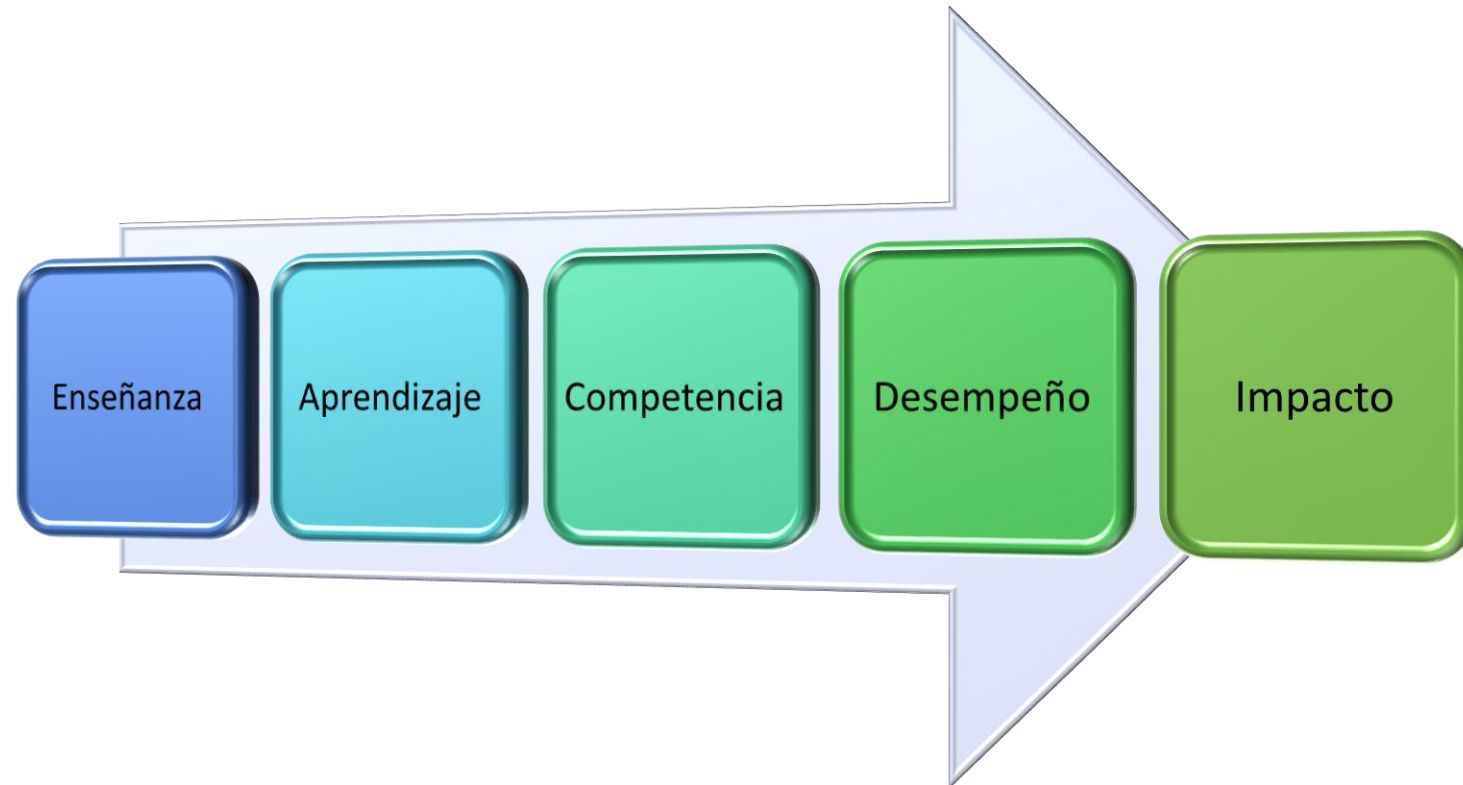 Enseñanza
Aprendizaje
Competencia
Desempeño
Impacto